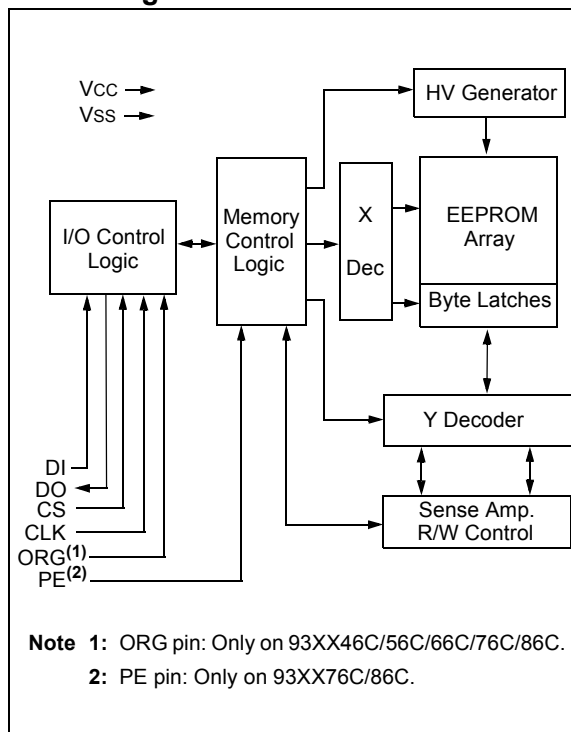 VCC
VSS
HV Generator
I/O Control
Logic
Memory
Control
Logic
X
Dec
EEPROM
Array
Byte Latches
Y Decoder
Sense Amp.
R/W Control
DI
DO
CS
CLK
ORG(1)
PE(2)
Note 1: ORG pin: Only on 93XX46C/56C/66C/76C/86C.
2: PE pin: Only on 93XX76C/86C.